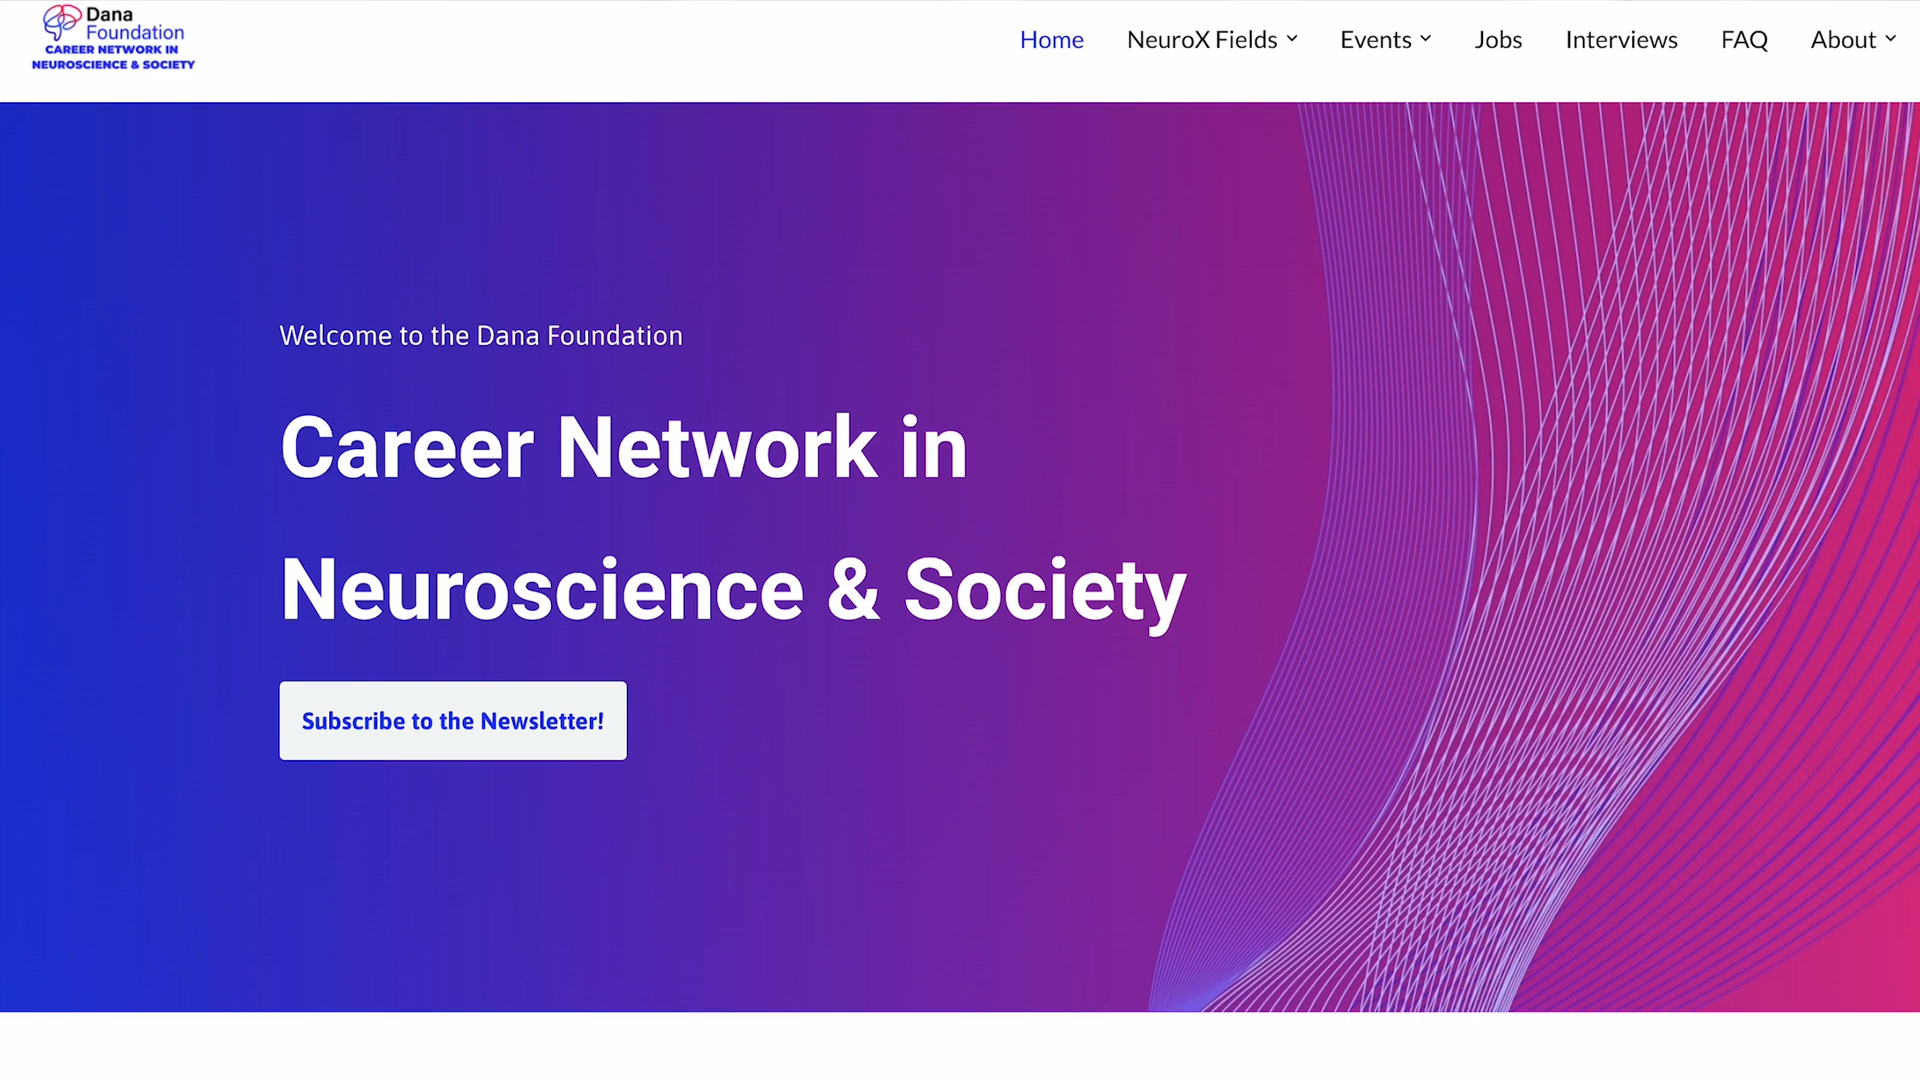 Dana
Foundation
CAREER NETWORK IN
NEUROSCIENCE & SOCIETY
Home NeuroX Fields Events Jobs Interviews FAQ About
Welcome to the Dana Foundation
Career Network in
Neuroscience & Society
Subscribe to the Newsletter!